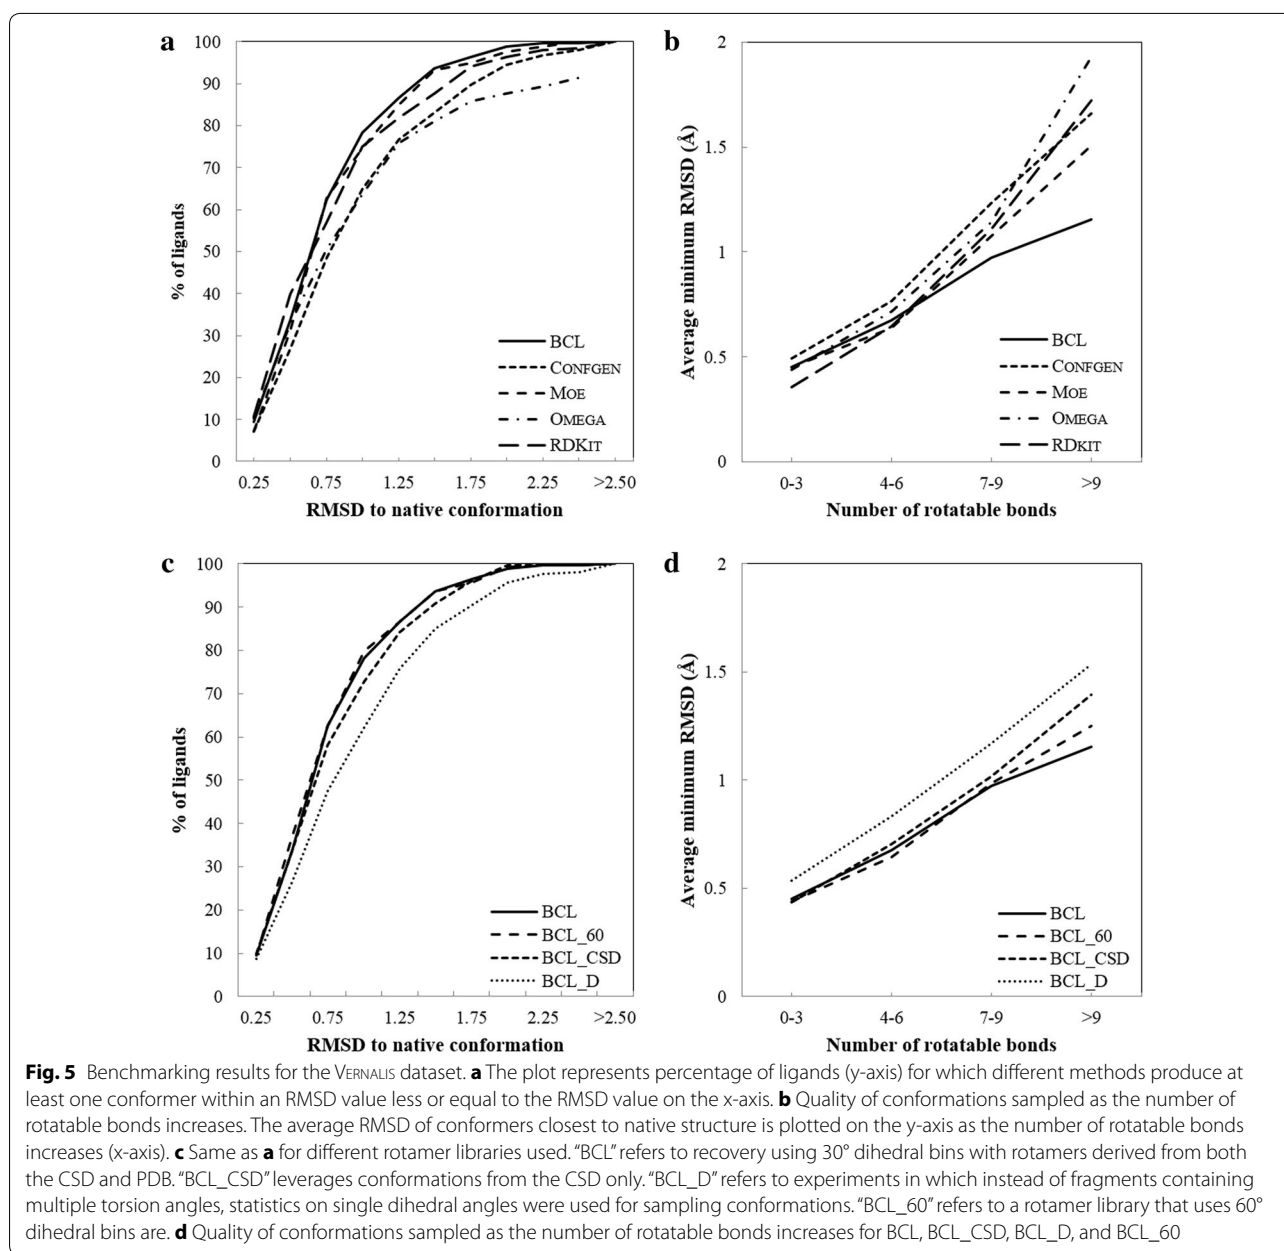 a
100
90
80
70
60
50
40
30
20
10
0
% of ligands
0.25 0.75 1.25 1.75 2.25 >2.50
RMSD to native conformation
BCL
CONFGEN
MOE
OMEGA
RDKIT
b
2
1.5
1
0.5
0
Average minimum RMSD (Å)
0-3 4-6 7-9 >9
Number of rotatable bonds
BCL
CONFGEN
MOE
OMEGA
RDKIT
c
100
90
80
70
60
50
40
30
20
10
0
% of ligands
0.25 0.75 1.25 1.75 2.25 >2.50
RMSD to native conformation
BCL
BCL_60
BCL_CSD
BCL_D
d
2
1.5
1
0.5
0
Average minimum RMSD (Å)
0-3 4-6 7-9 >9
Number of rotatable bonds
BCL
BCL_60
BCL_CSD
BCL_D
Fig. 5 Benchmarking results for the VERNALIS dataset. a The plot represents percentage of ligands (y-axis) for which different methods produce at
least one conformer within an RMSD value less or equal to the RMSD value on the x-axis. b Quality of conformations sampled as the number of
rotatable bonds increases. The average RMSD of conformers closest to native structure is plotted on the y-axis as the number of rotatable bonds
increases (x-axis). c Same as a for different rotamer libraries used. “BCL” refers to recovery using 30° dihedral bins with rotamers derived from both
the CSD and PDB. “BCL_CSD” leverages conformations from the CSD only. “BCL_D” refers to experiments in which instead of fragments containing
multiple torsion angles, statistics on single dihedral angles were used for sampling conformations. “BCL_60” refers to a rotamer library that uses 60°
dihedral bins are. d Quality of conformations sampled as the number of rotatable bonds increases for BCL, BCL_CSD, BCL_D, and BCL_60